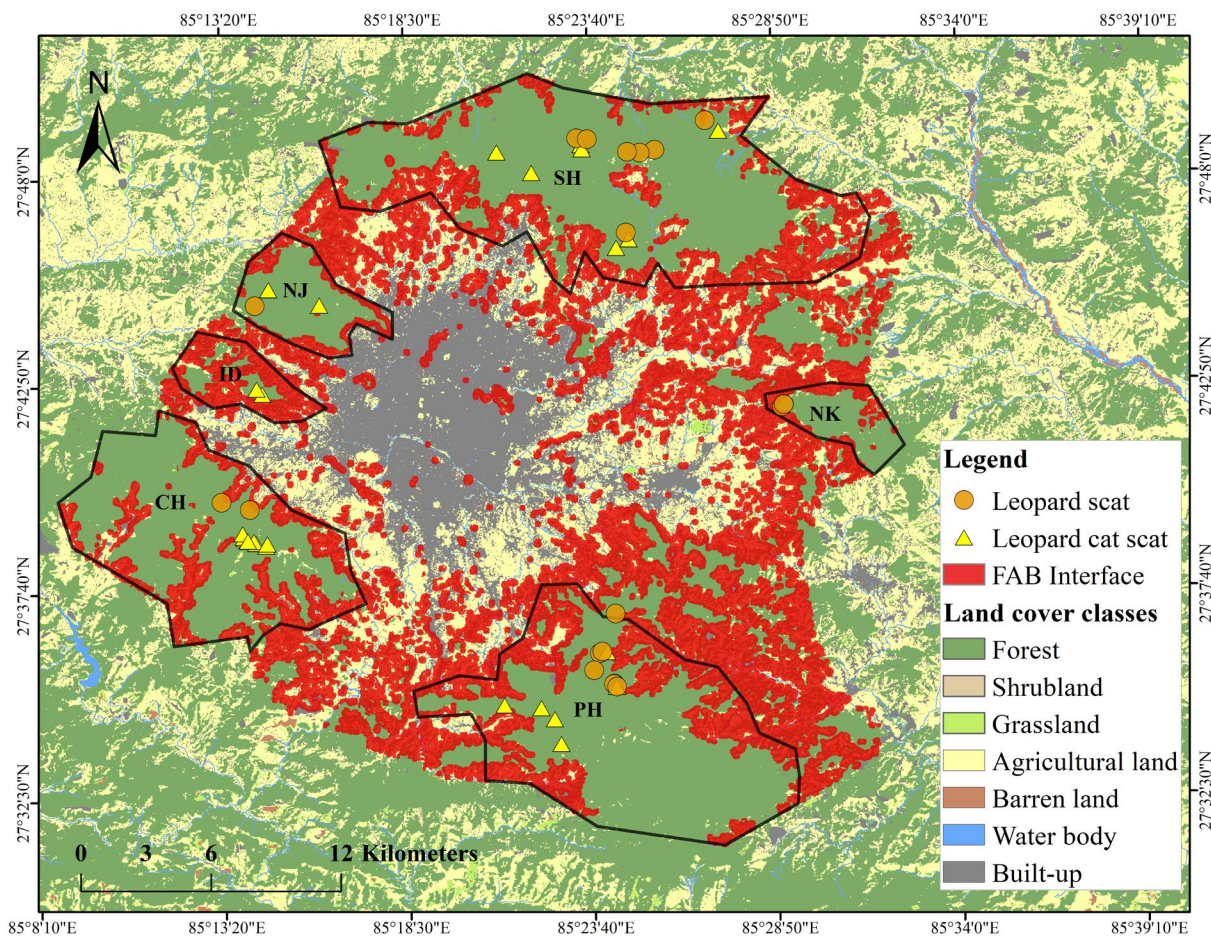 85°13'20"E 85°18'30"E 85°23'40"E 85°28'50"E 85°34'0"E 85°39'10"E
N
27°48'0"N 27°48'0"N
SH
NJ
27°42'50"N 27°42'50"N
ID
NK
CH
27°37'40"N 27°37'40"N
PH
27°32'30"N 27°32'30"N
Legend
Leopard scat
Leopard cat scat
FAB Interface
Land cover classes
Forest
Shrubland
Grassland
Agricultural land
Barren land
Water body
Built-up
0 3 6 12 Kilometers
85°8'10"E 85°13'20"E 85°18'30"E 85°23'40"E 85°28'50"E 85°34'0"E 85°39'10"E